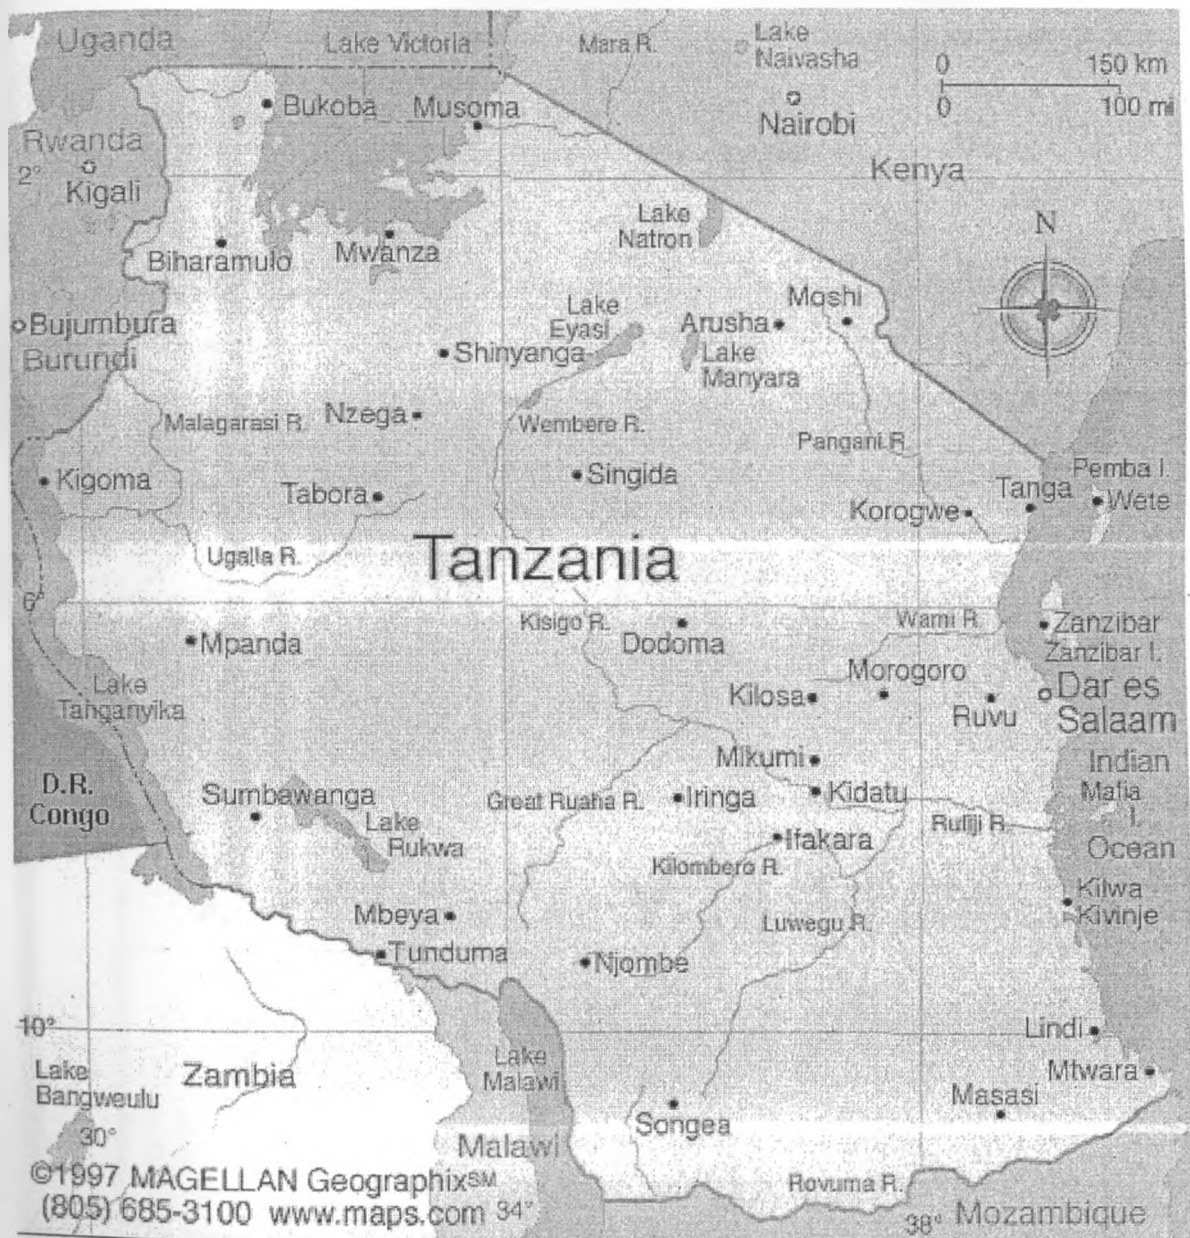 Uganda
Lake Victoria
Mara R.
Lake
Naivasha
0 150 km
0 100 mi
Bukoba
Musoma
Nairobi
Rwanda
Kigali
2°
Kenya
Lake
Natron
N
Biharamulo
Mwanza
Bujumbura
Burundi
Lake
Eyasi
Moshi
Arusha
Shinyanga
Lake
Manyara
Malagarasi R.
Nzega
Wembere R.
Pangani R.
Kigoma
Tabora
Singida
Pemba I.
Tanga
Wete
Korogwe
Ugalla R.
Tanzania
6°
Kisigo R.
Dodoma
Wami R.
Zanzibar
Zanzibar I.
Mpanda
Morogoro
Lake
Tanganyika
Kilosa
Ruvu
Dar es
Salaam
Mikumi
Indian
Ocean
D.R.
Congo
Sumbawanga
Great Ruaha R.
Iringa
Kidatu
Mafia
I.
Lake
Rukwa
Rufiji R.
Ifakara
Kilombero R.
Mbeya
Luwegu R.
Kilwa
Kivinje
Tunduma
Njombe
10°
Lindi
Lake
Bangweulu
Zambia
Lake
Malawi
Mtwara
Masasi
30°
Songea
Malawi
©1997 MAGELLAN Geographix℠
(805) 685-3100 www.maps.com
34°
Rovuma R.
38°
Mozambique